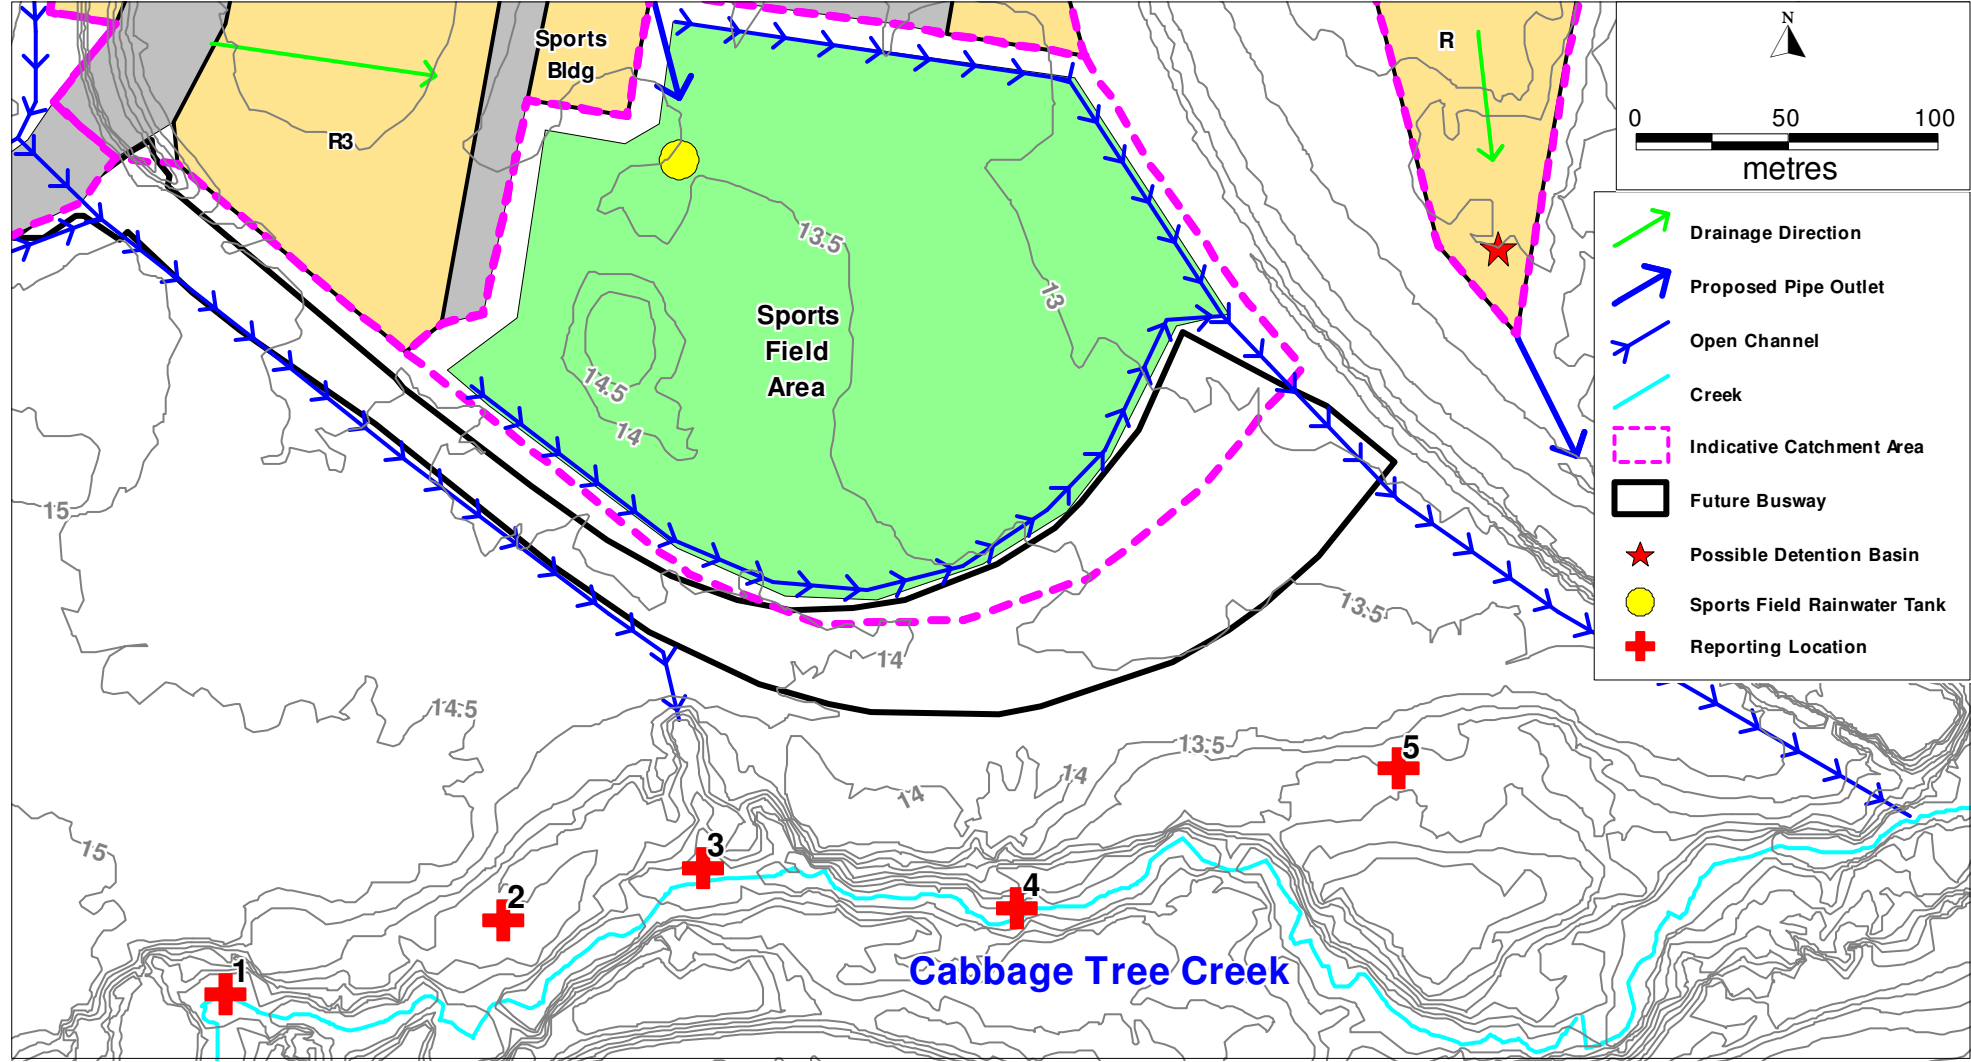 Sports
Bldg
R3
R
N
0 50 100
metres
Drainage Direction
Proposed Pipe Outlet
Open Channel
Creek
Indicative Catchment Area
Future Busway
Possible Detention Basin
Sports Field Rainwater Tank
Reporting Location
13.5
13
Sports
Field
Area
14.5
14
15
13.5
14
14.5
13.5
14
14
15
5
3
4
2
1
Cabbage Tree Creek